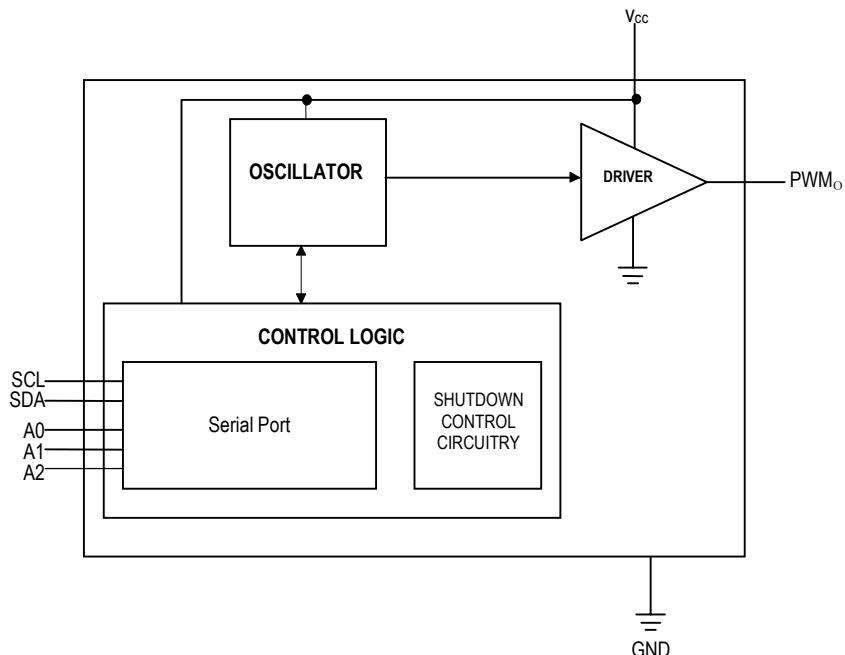 VCC
OSCILLATOR
DRIVER
PWMO
CONTROL LOGIC
SCL
SDA
A0
A1
A2
Serial Port
SHUTDOWN
CONTROL
CIRCUITRY
GND